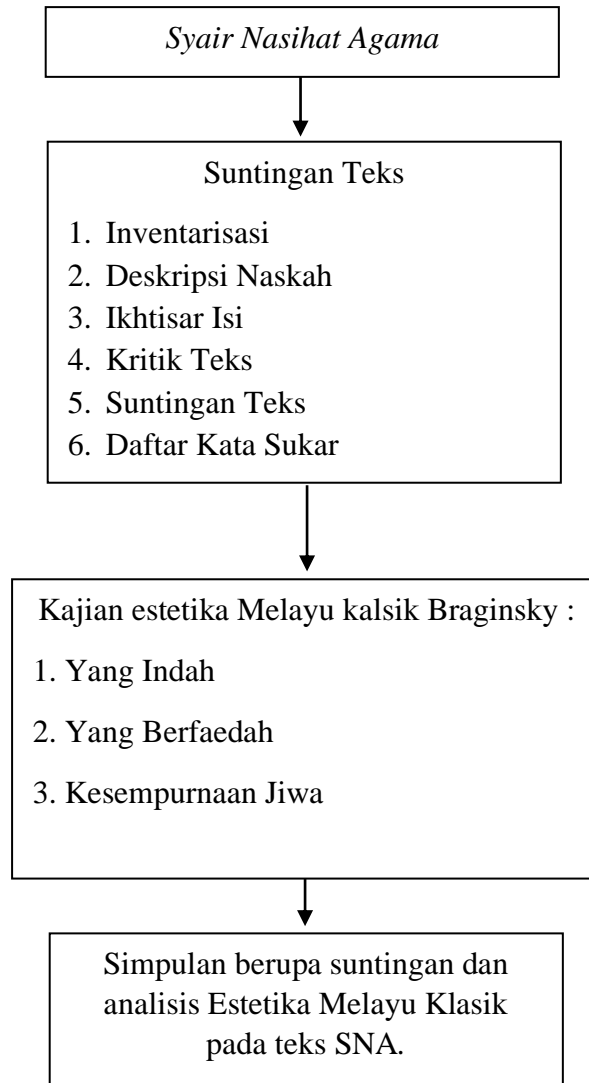 Syair Nasihat Agama
Suntingan Teks
1. Inventarisasi
2. Deskripsi Naskah
3. Ikhtisar Isi
4. Kritik Teks
5. Suntingan Teks
6. Daftar Kata Sukar
Kajian estetika Melayu kalsik Braginsky :
1. Yang Indah
2. Yang Berfaedah
3. Kesempurnaan Jiwa
Simpulan berupa suntingan dan
analisis Estetika Melayu Klasik
pada teks SNA.